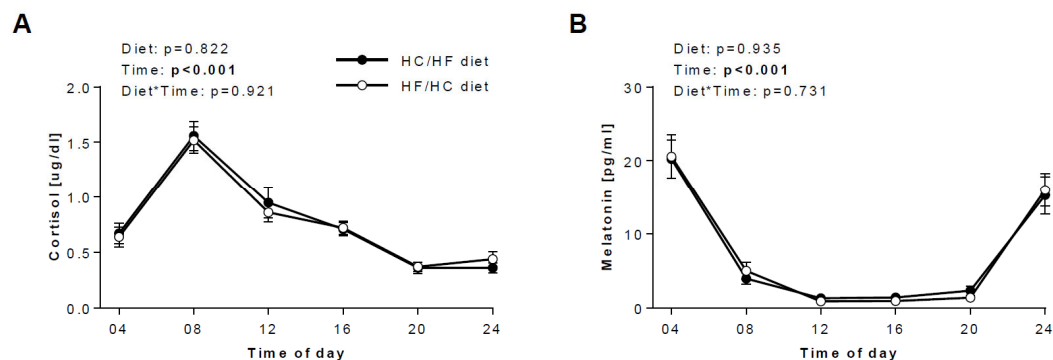 A
Diet: p=0.822
Time: p<0.001
Diet*Time: p=0.921
HC/HF diet
HF/HC diet
Cortisol [ug/dl]
2.0
1.5
1.0
0.5
0.0
04 08 12 16 20 24
Time of day
B
Diet: p=0.935
Time: p<0.001
Diet*Time: p=0.731
Melatonin [pg/ml]
30
20
10
0
04 08 12 16 20 24
Time of day